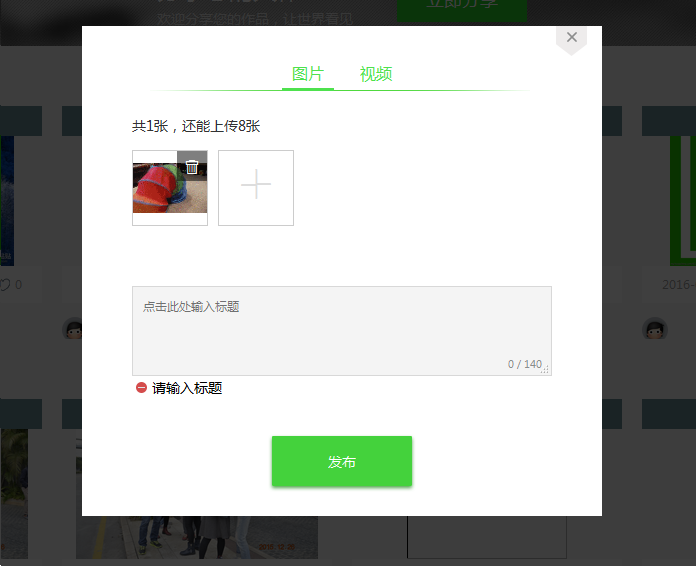 欢迎分享您的作品，让世界看见
立即分享
图片
视频
共1张，还能上传8张
点击此处输入标题
0 / 140
请输入标题
发布
0
2016-